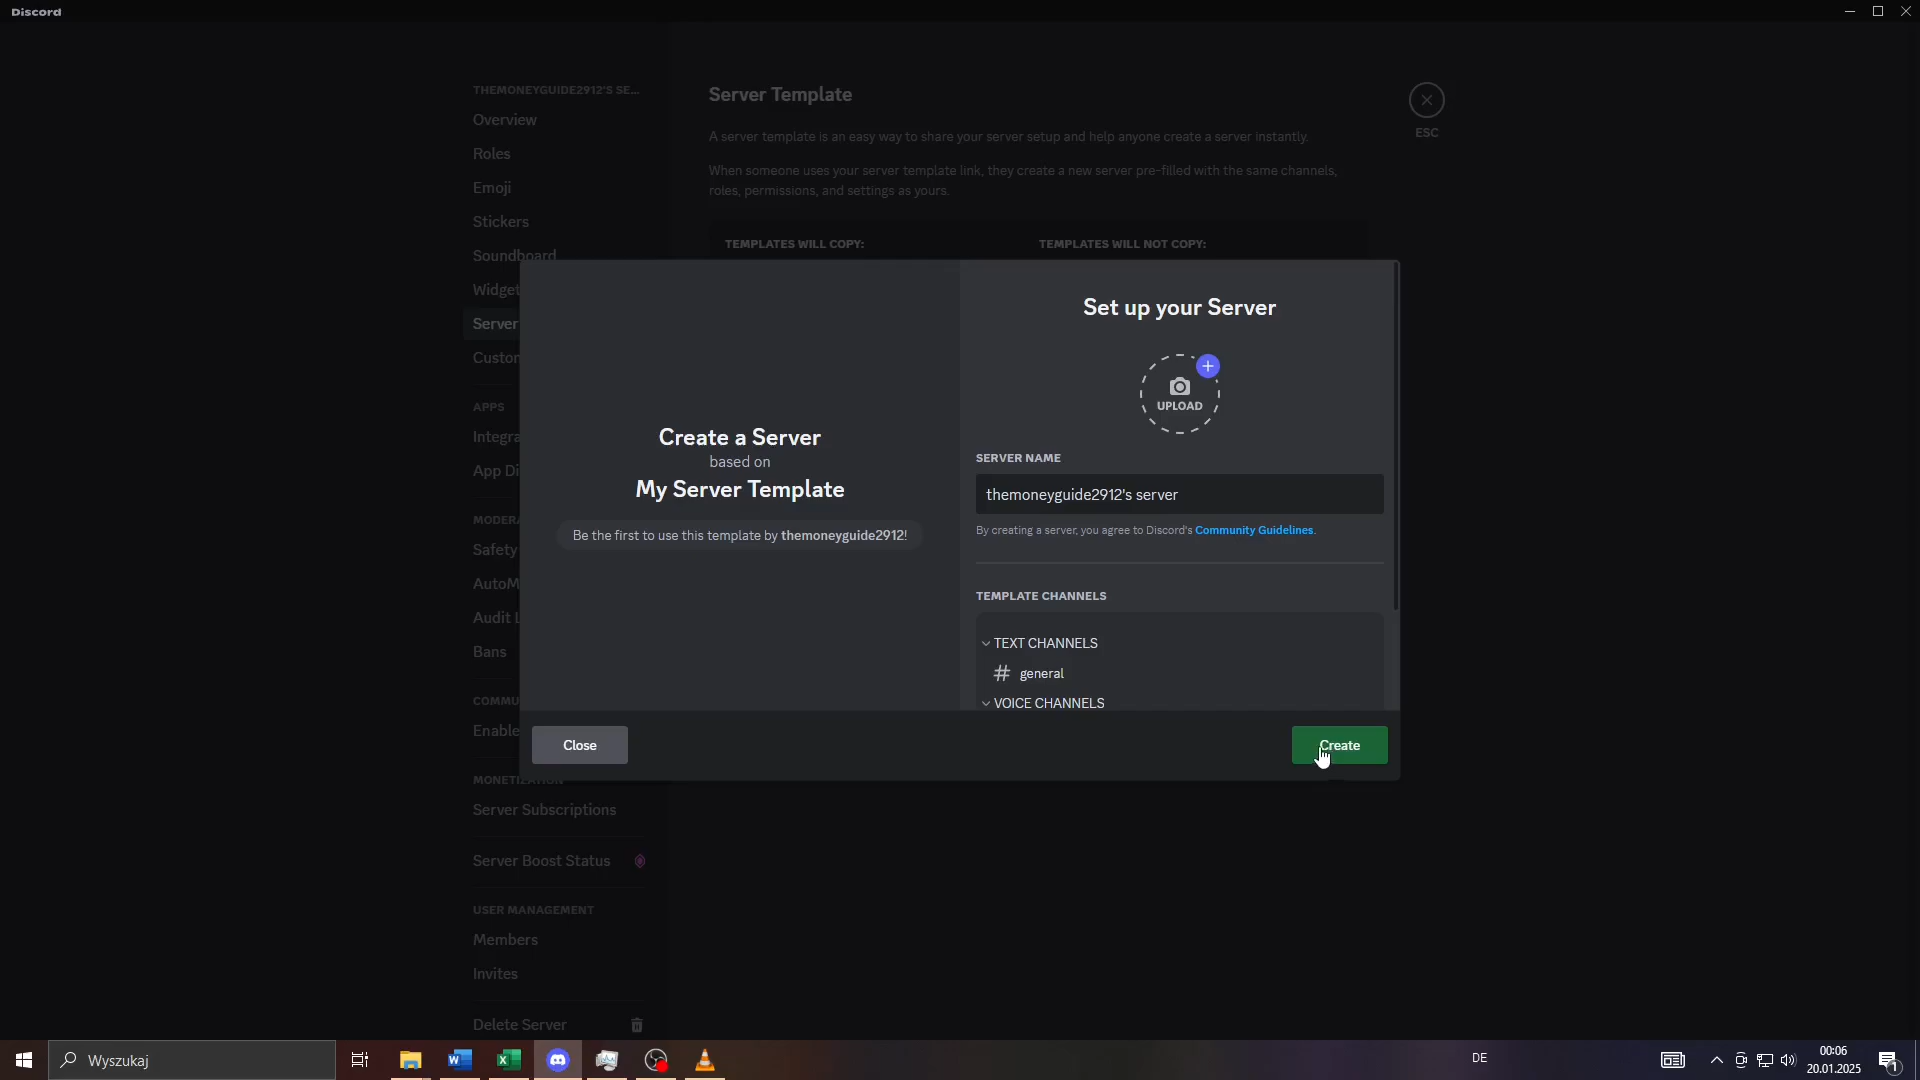 Discord
THEMONEYGUIDE2912'S SE...
Overview
Roles
Emoji
Stickers
Soundboard
Widget
Server
Custon
APPS
Integra
App Di
MODERA
Safety
AutoM
Audit L
Bans
COMMU
Enable
MONETIZATION
Server Subscriptions
Server Boost Status
USER MANAGEMENT
Members
Invites
Delete Server
Server Template
A server template is an easy way to share your server setup and help anyone create a server instantly.
When someone uses your server template link, they create a new server pre-filled with the same channels,
roles, permissions, and settings as yours.
TEMPLATES WILL COPY:
TEMPLATES WILL NOT COPY:
ESC
Create a Server
based on
My Server Template
Be the first to use this template by themoneyguide2912!
Set up your Server
UPLOAD
SERVER NAME
themoneyguide2912's server
By creating a server, you agree to Discord's Community Guidelines.
TEMPLATE CHANNELS
TEXT CHANNELS
# general
VOICE CHANNELS
Close
Create
Wyszukaj
DE
00:06
20.01.2025
1